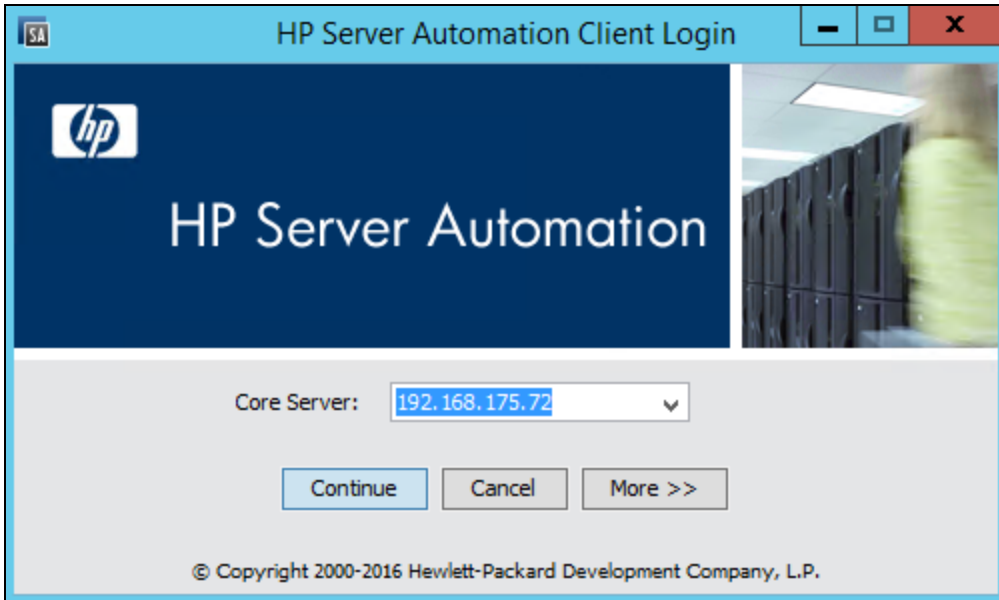 SA
HP Server Automation Client Login
hp
HP Server Automation
Core Server: 192.168.175.72
Continue Cancel More >>
© Copyright 2000-2016 Hewlett-Packard Development Company, L.P.